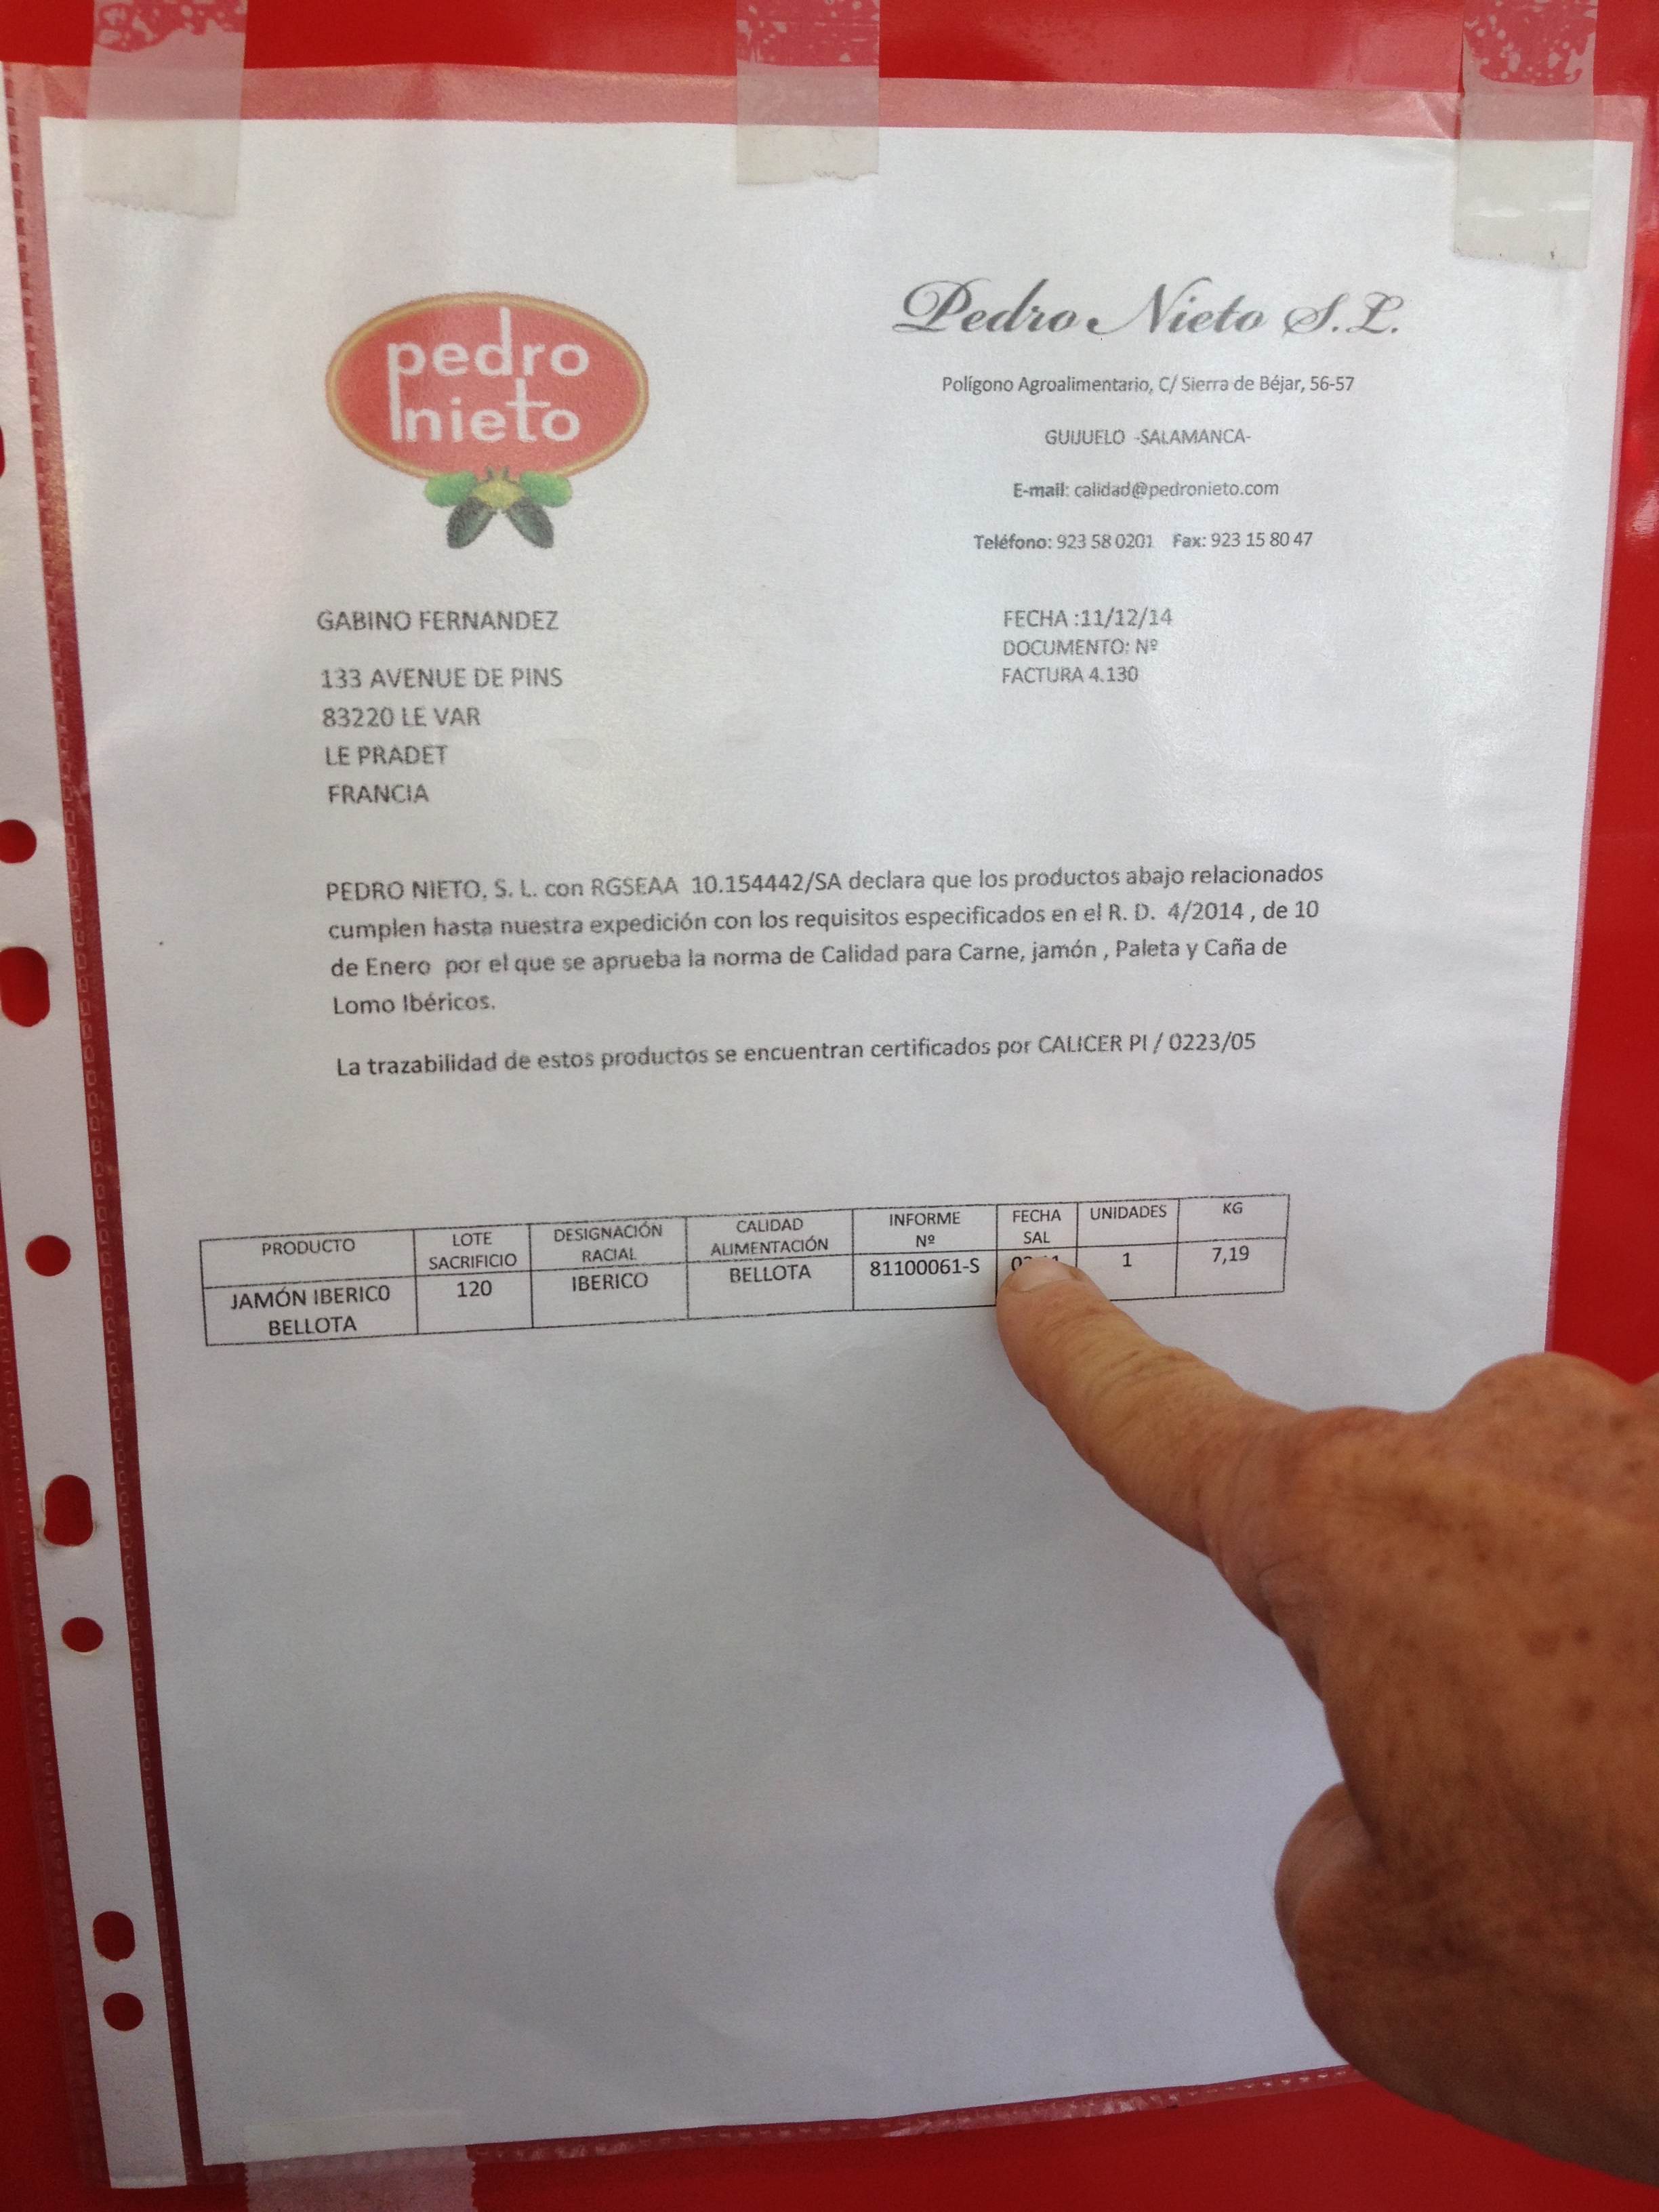 pedro
nieto
Pedro Nieto S.L.
Polígono Agroalimentario, C/ Sierra de Béjar, 56-57
GUIJUELO -SALAMANCA-
E-mail: calidad@pedronieto.com
Teléfono: 923 58 0201 Fax: 923 15 80 47
GABINO FERNANDEZ
133 AVENUE DE PINS
83220 LE VAR
LE PRADET
FRANCIA
FECHA :11/12/14
DOCUMENTO: Nº
FACTURA 4.130
PEDRO NIETO, S. L. con RGSEAA 10.154442/SA declara que los productos abajo relacionados
cumplen hasta nuestra expedición con los requisitos especificados en el R. D. 4/2014 , de 10
de Enero por el que se aprueba la norma de Calidad para Carne, jamón , Paleta y Caña de
Lomo Ibéricos.
La trazabilidad de estos productos se encuentran certificados por CALICER PI / 0223/05
PRODUCTO
LOTE
SACRIFICIO
DESIGNACIÓN
RACIAL
CALIDAD
ALIMENTACIÓN
INFORME
Nº
FECHA
SAL
UNIDADES
KG
JAMÓN IBERICO
BELLOTA
120
IBERICO
BELLOTA
81100061-S
1
7,19